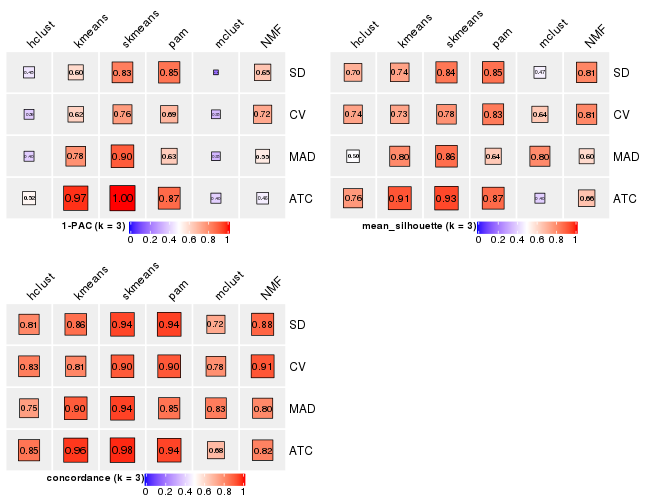 hclust kmeans skmeans pam mclust NMF
0.60 0.83 0.85 0.65 SD
0.62 0.76 0.69 0.72 CV
0.78 0.90 0.63 0.55 MAD
0.52 0.97 1.00 0.87 ATC
1-PAC (k = 3)
0 0.2 0.4 0.6 0.8 1
hclust kmeans skmeans pam mclust NMF
0.70 0.74 0.84 0.85 0.47 0.81 SD
0.74 0.73 0.78 0.83 0.64 0.81 CV
0.50 0.80 0.86 0.64 0.80 0.60 MAD
0.76 0.91 0.93 0.87 0.66 ATC
mean_silhouette (k = 3)
0 0.2 0.4 0.6 0.8 1
hclust kmeans skmeans pam mclust NMF
0.81 0.86 0.94 0.94 0.72 0.88 SD
0.83 0.81 0.90 0.90 0.78 0.91 CV
0.75 0.90 0.94 0.85 0.83 0.80 MAD
0.85 0.96 0.98 0.94 0.68 0.82 ATC
concordance (k = 3)
0 0.2 0.4 0.6 0.8 1